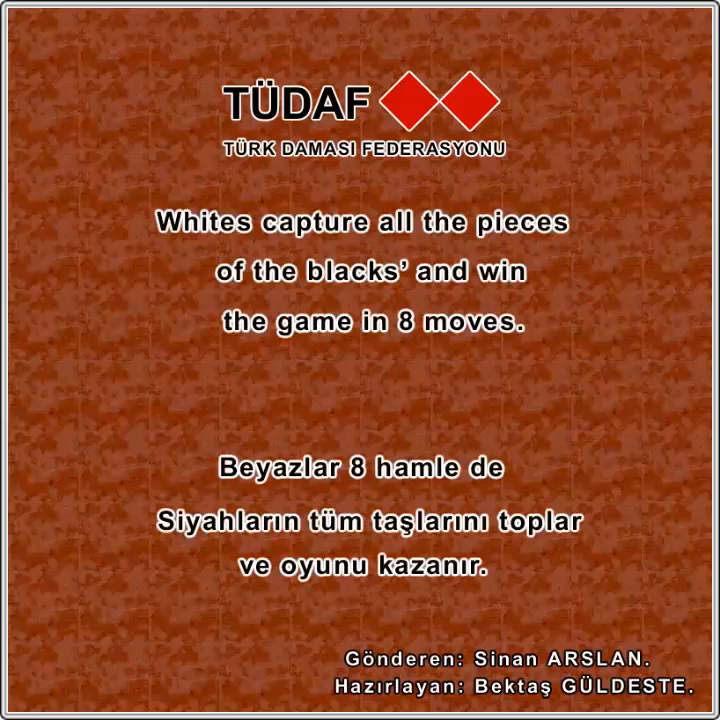 TÜDAF
TÜRK DAMASI FEDERASYONU
Whites capture all the pieces
of the blacks’ and win
the game in 8 moves.
Beyazlar 8 hamle de
Siyahların tüm taşlarını toplar
ve oyunu kazanır.
Gönderen: Sinan ARSLAN.
Hazırlayan: Bektaş GÜLDESTE.